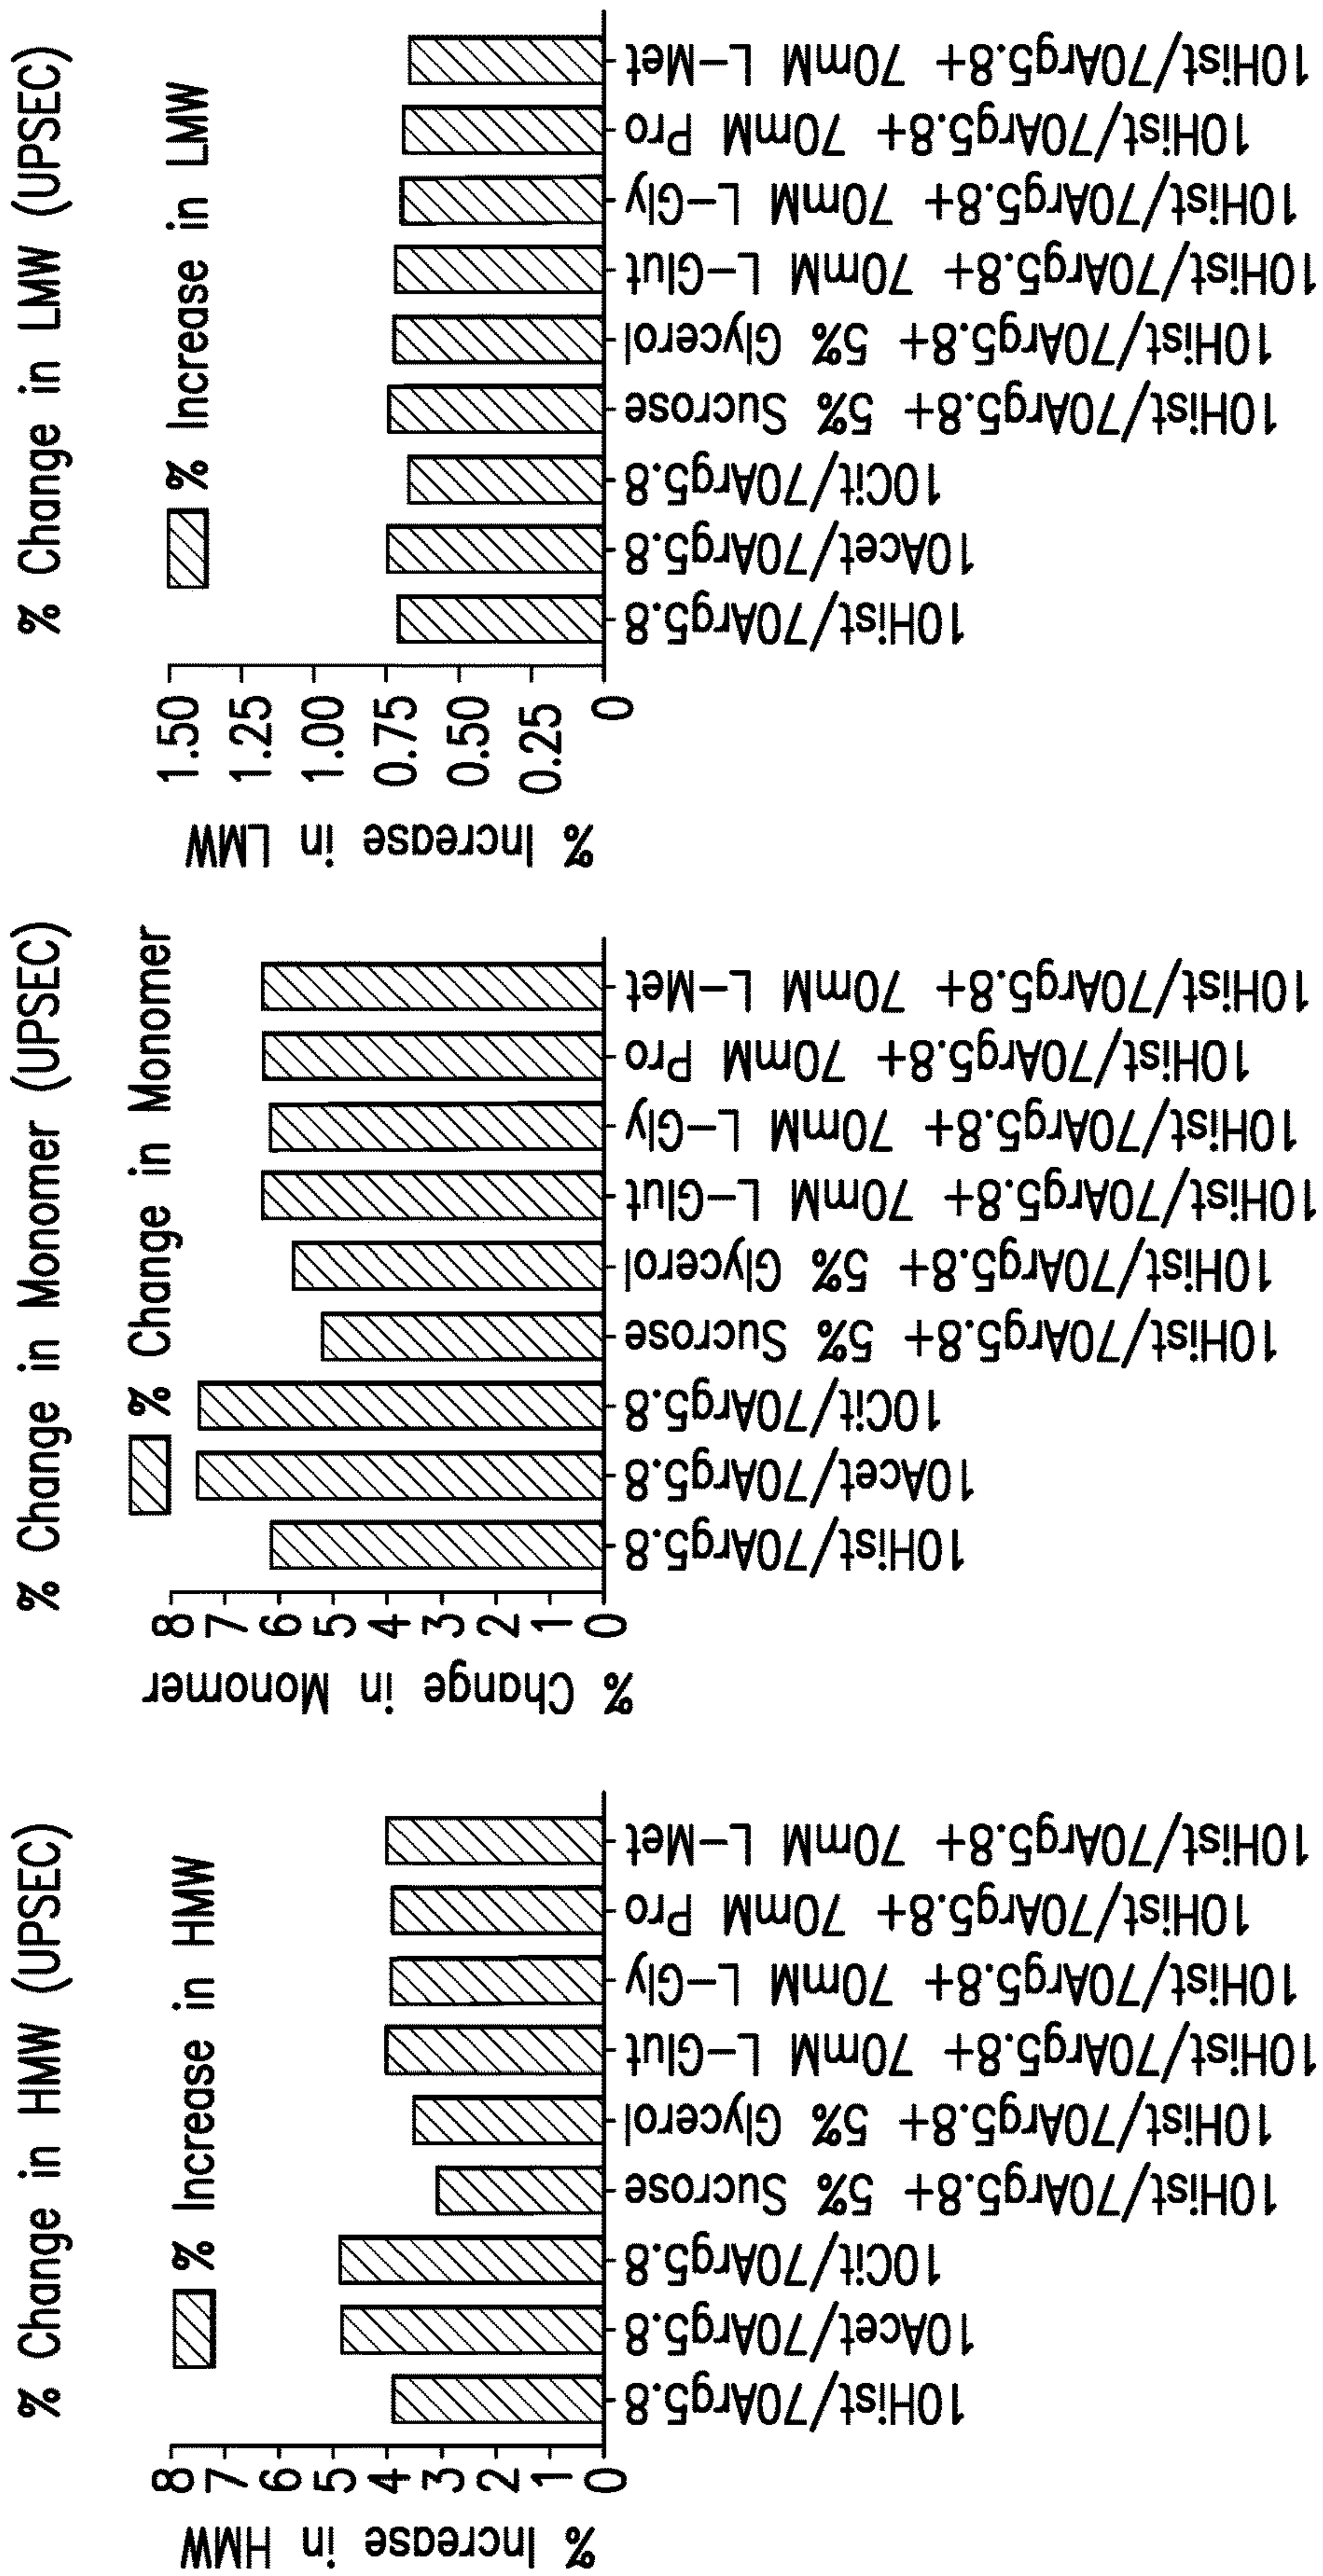 % Change in HMW (UPSEC)
% Increase in HMW
% Increase in HMW
8
7
6
5
4
3
2
1
0
10Hist/70Arg5.8
10Acet/70Arg5.8
10Cit/70Arg5.8
10Hist/70Arg5.8+ 5% Sucrose
10Hist/70Arg5.8+ 5% Glycerol
10Hist/70Arg5.8+ 70mM L-Glut
10Hist/70Arg5.8+ 70mM L-Gly
10Hist/70Arg5.8+ 70mM Pro
10Hist/70Arg5.8+ 70mM L-Met
% Change in Monomer (UPSEC)
% Change in Monomer
% Change in Monomer
8
7
6
5
4
3
2
1
0
10Hist/70Arg5.8
10Acet/70Arg5.8
10Cit/70Arg5.8
10Hist/70Arg5.8+ 5% Sucrose
10Hist/70Arg5.8+ 5% Glycerol
10Hist/70Arg5.8+ 70mM L-Glut
10Hist/70Arg5.8+ 70mM L-Gly
10Hist/70Arg5.8+ 70mM Pro
10Hist/70Arg5.8+ 70mM L-Met
% Change in LMW (UPSEC)
% Increase in LMW
% Increase in LMW
1.50
1.25
1.00
0.75
0.50
0.25
0
10Hist/70Arg5.8
10Acet/70Arg5.8
10Cit/70Arg5.8
10Hist/70Arg5.8+ 5% Sucrose
10Hist/70Arg5.8+ 5% Glycerol
10Hist/70Arg5.8+ 70mM L-Glut
10Hist/70Arg5.8+ 70mM L-Gly
10Hist/70Arg5.8+ 70mM Pro
10Hist/70Arg5.8+ 70mM L-Met